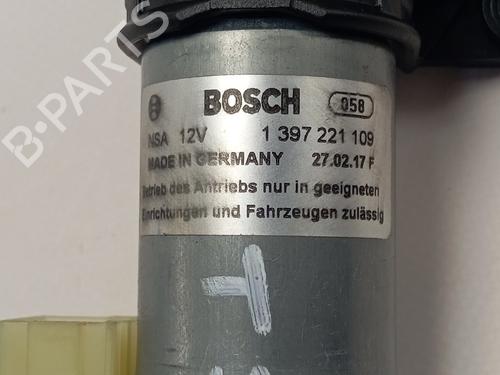 BOSCH 058
NSA 12V 1 397 221 109
MADE IN GERMANY 27.02.17 F
Betrieb des Antriebs nur in geeigneten
Einrichtungen und Fahrzeugen zulässig
B-PARTS